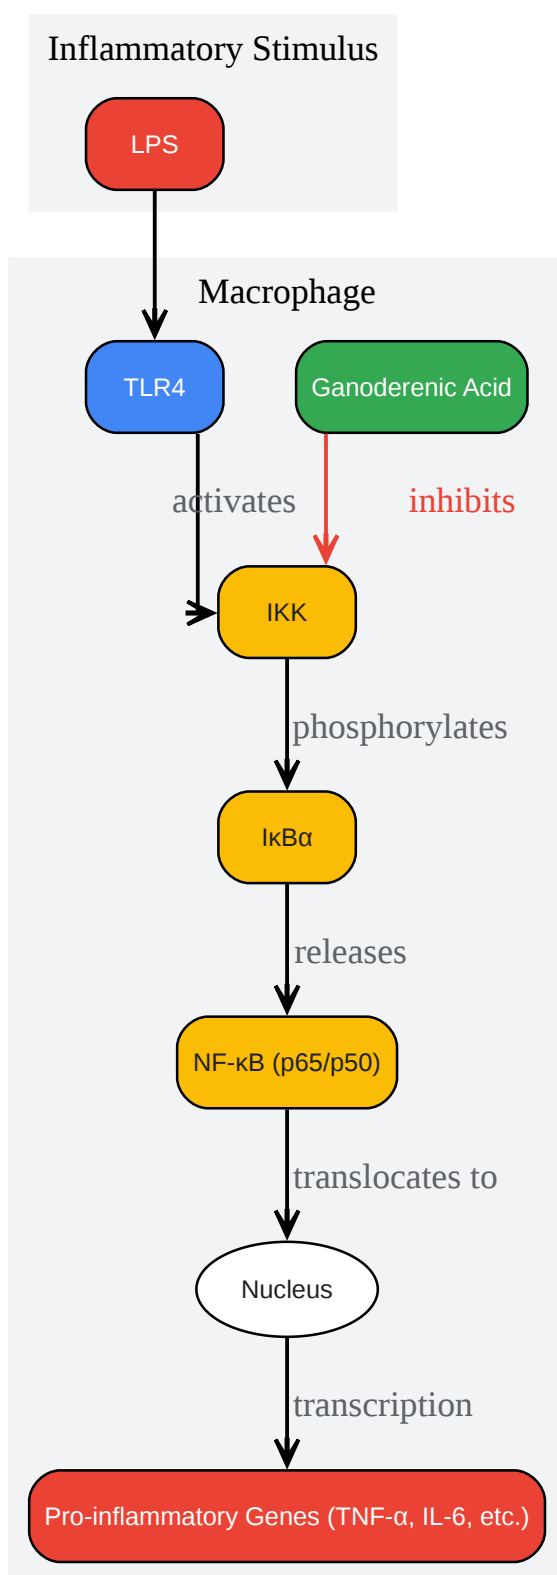 Inflammatory Stimulus
LPS
Macrophage
TLR4
Ganoderenic Acid
activates
inhibits
IKK
phosphorylates
IκBα
releases
NF-κB (p65/p50)
translocates to
Nucleus
transcription
Pro-inflammatory Genes (TNF-α, IL-6, etc.)